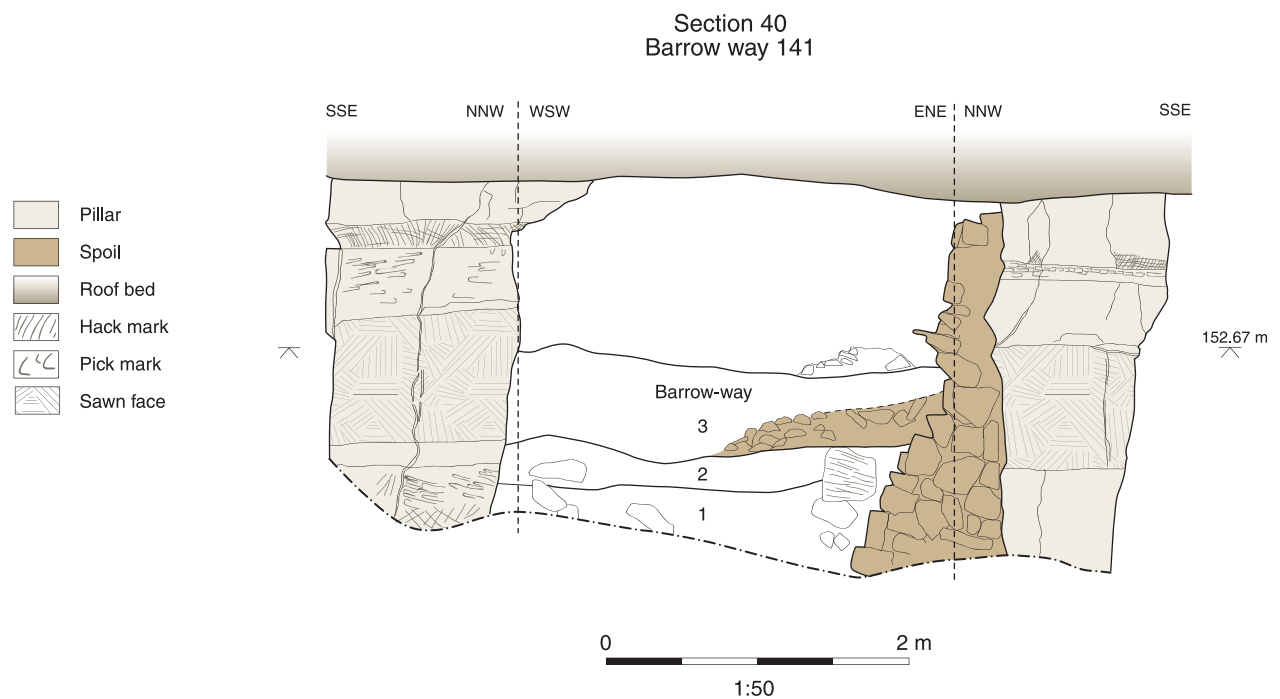 Section 40
Barrow way 141
SSE
NNW
WSW
ENE
NNW
SSE
Pillar
Spoil
Roof bed
Hack mark
Pick mark
Sawn face
152.67 m
Barrow-way
3
2
1
0
2 m
1:50